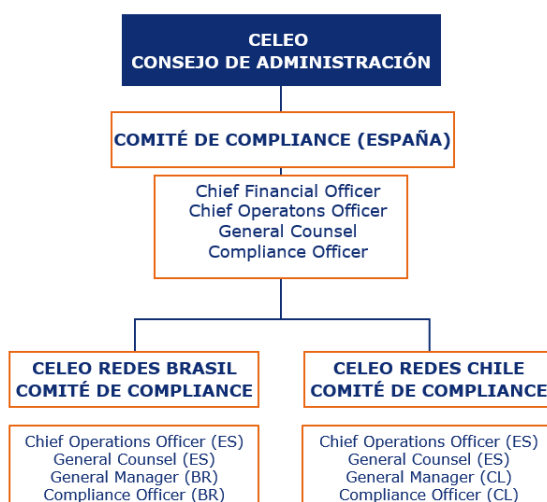 CELEO
CONSEJO DE ADMINISTRACIÓN
COMITÉ DE COMPLIANCE (ESPAÑA)
Chief Financial Officer
Chief Operatons Officer
General Counsel
Compliance Officer
CELEO REDES BRASIL
COMITÉ DE COMPLIANCE
Chief Operations Officer (ES)
General Counsel (ES)
General Manager (BR)
Compliance Officer (BR)
CELEO REDES CHILE
COMITÉ DE COMPLIANCE
Chief Operations Officer (ES)
General Counsel (ES)
General Manager (CL)
Compliance Officer (CL)